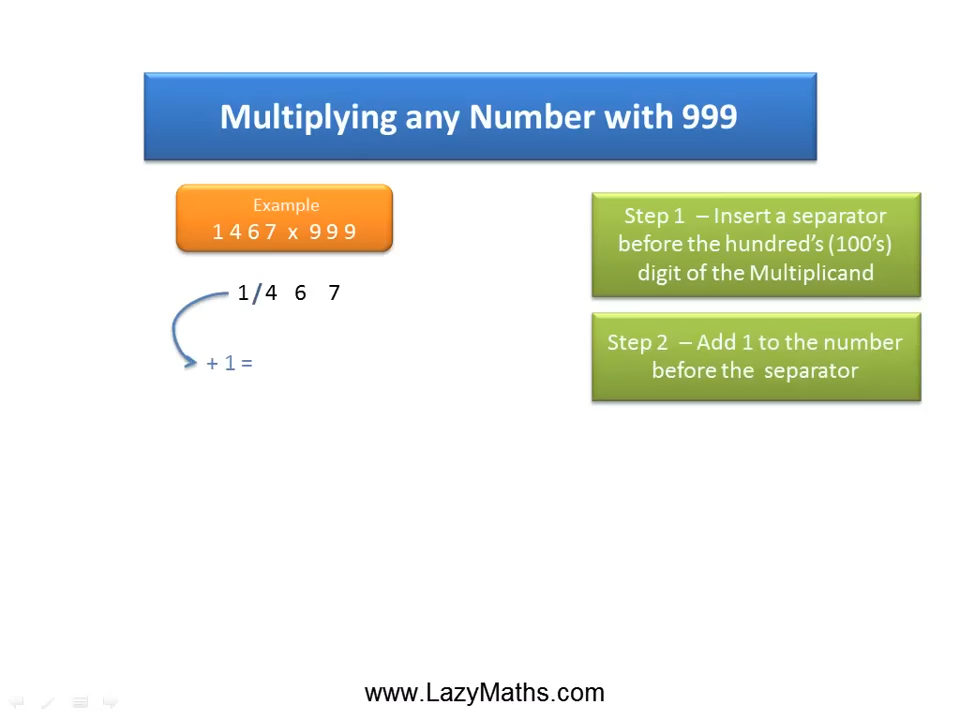 Multiplying any Number with 999
Example
1 4 6 7 x 9 9 9
Step 1 – Insert a separator
before the hundred's (100's)
digit of the Multiplicand
1 / 4 6 7
Step 2 – Add 1 to the number
before the separator
+ 1 =
www.LazyMaths.com